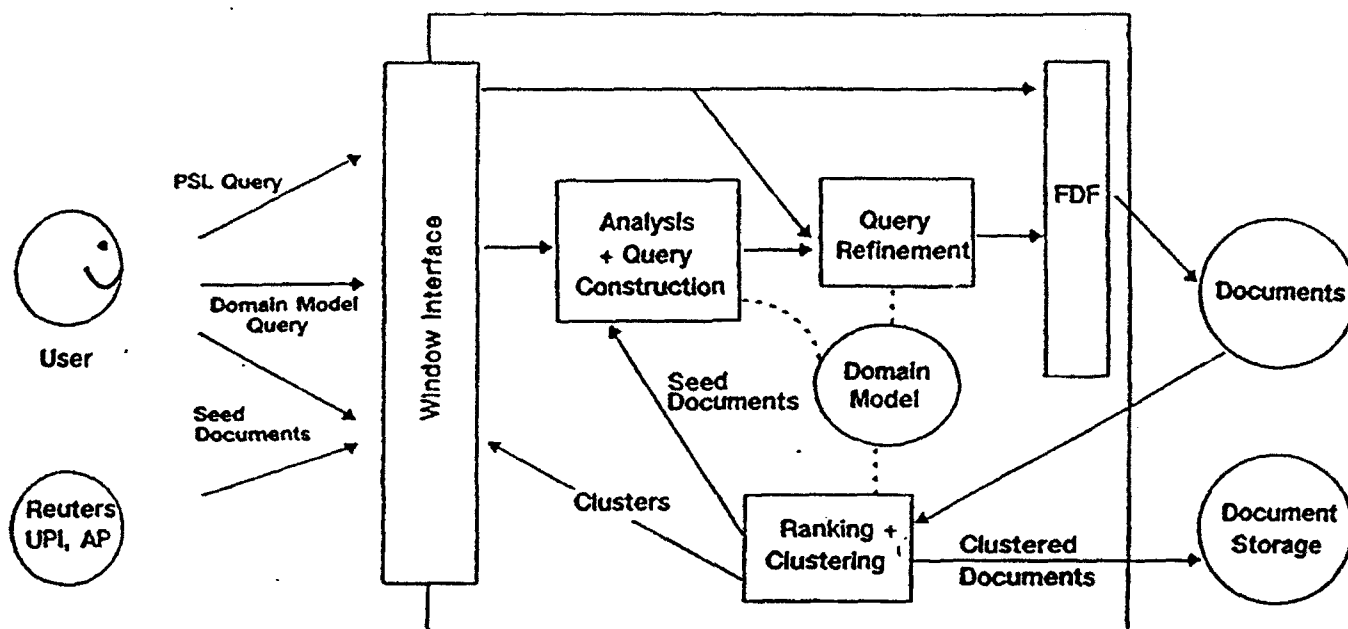 PSL Query
Domain Model
Query
User
Seed
Documents
Reuters
UPI, AP
Window Interface
Analysis
+ Query
Construction
Query
Refinement
FDF
Documents
Seed
Documents
Domain
Model
Clusters
Ranking +
Clustering
Clustered
Documents
Document
Storage